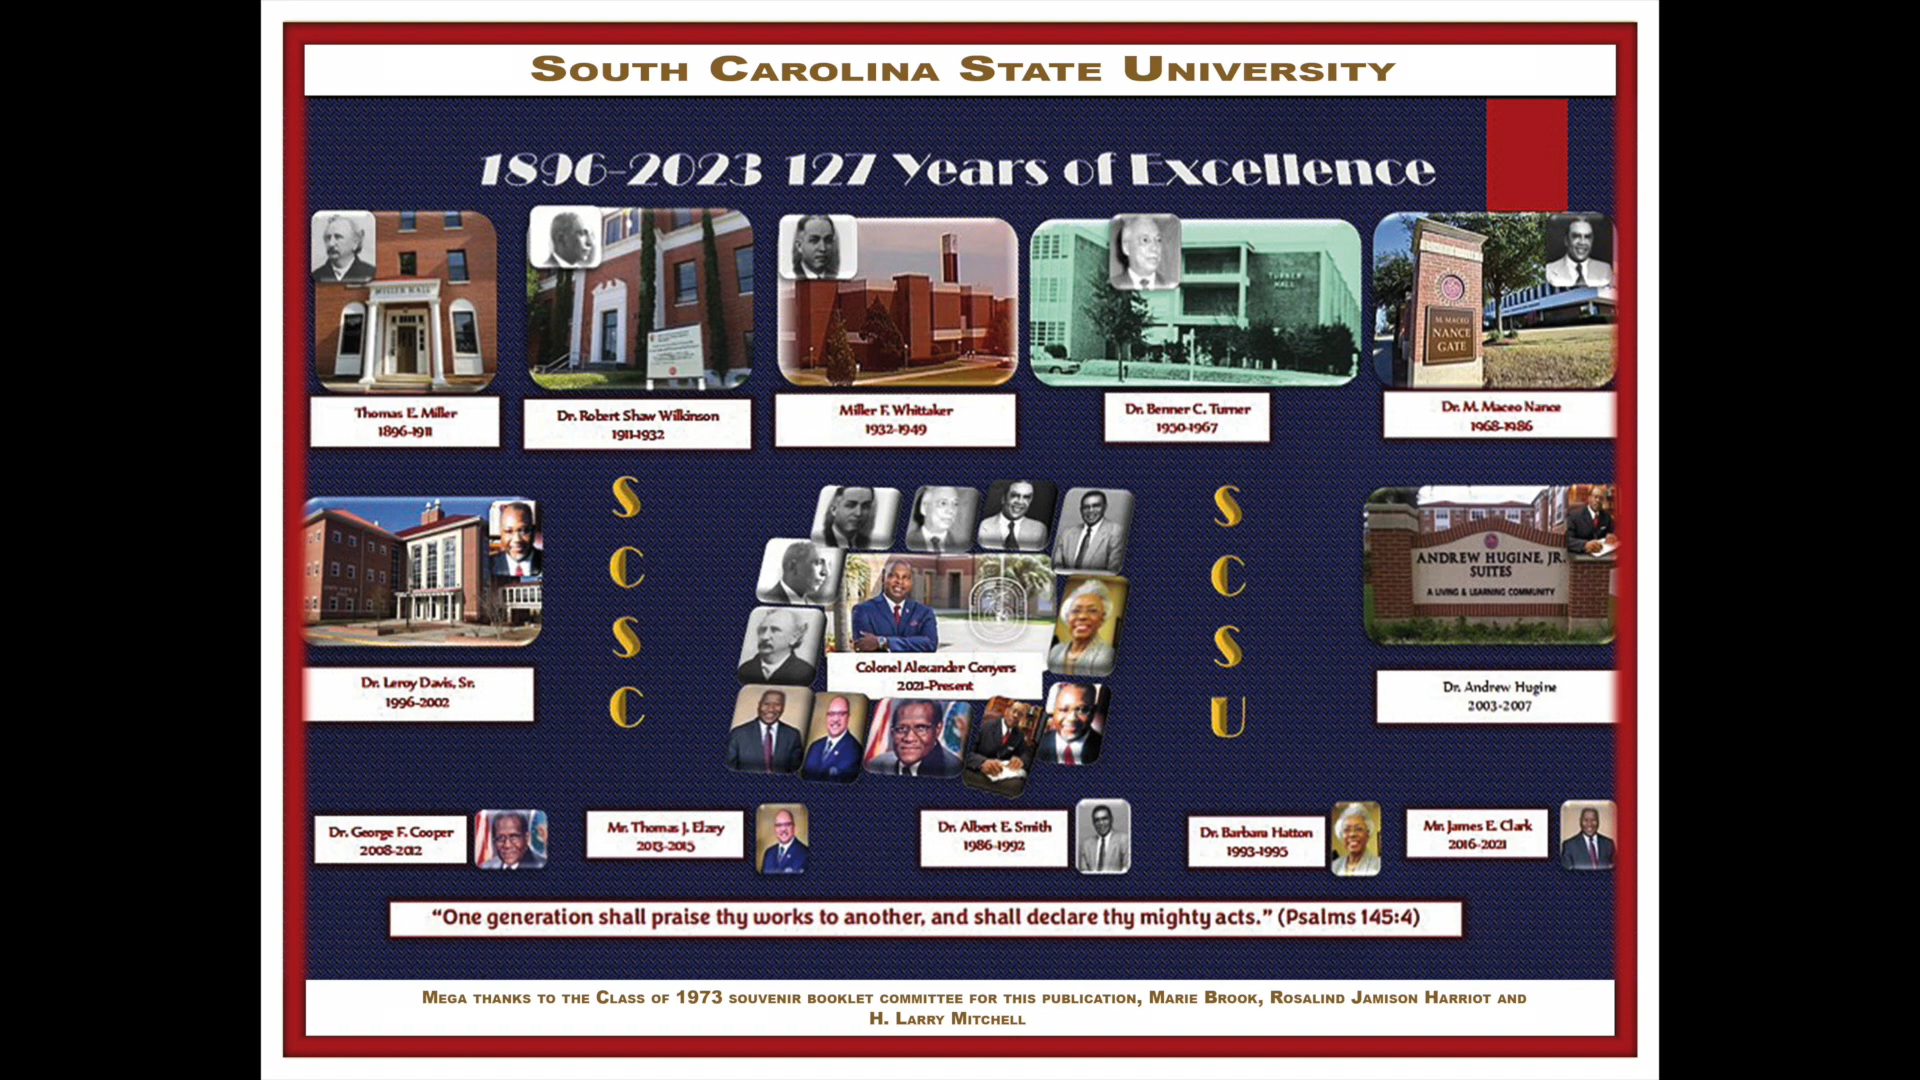 SOUTH CAROLINA STATE UNIVERSITY
1896-2023 127 Years of Excellence
MILLER HALL
TURNER
HALL
M. MACEO
NANCE
GATE
Thomas E. Miller
1896-1911
Dr. Robert Shaw Wilkinson
1911-1932
Miller F. Whittaker
1932-1949
Dr. Benner C. Turner
1950-1967
Dr. M. Maceo Nance
1968-1986
S
C
S
C
S
C
S
U
ANDREW HUGINE, JR.
SUITES
A LIVING & LEARNING COMMUNITY
Colonel Alexander Conyers
2021-Present
Dr. Leroy Davis, Sr.
1996-2002
Dr. Andrew Hugine
2003-2007
Dr. George F. Cooper
2008-2012
Mr. Thomas J. Elzey
2013-2015
Dr. Albert E. Smith
1986-1992
Dr. Barbara Hatton
1993-1995
Mr. James E. Clark
2016-2021
“One generation shall praise thy works to another, and shall declare thy mighty acts.” (Psalms 145:4)
MEGA THANKS TO THE CLASS OF 1973 SOUVENIR BOOKLET COMMITTEE FOR THIS PUBLICATION, MARIE BROOK, ROSALIND JAMISON HARRIOT AND
H. LARRY MITCHELL